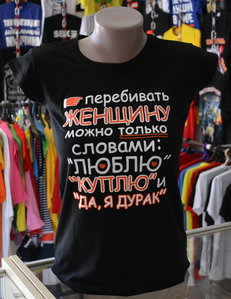 перебивать
ЖЕНЩИНУ
можно только
словами:
"ЛЮБЛЮ"
"КУПЛЮ" и
"ДА, Я ДУРАК"